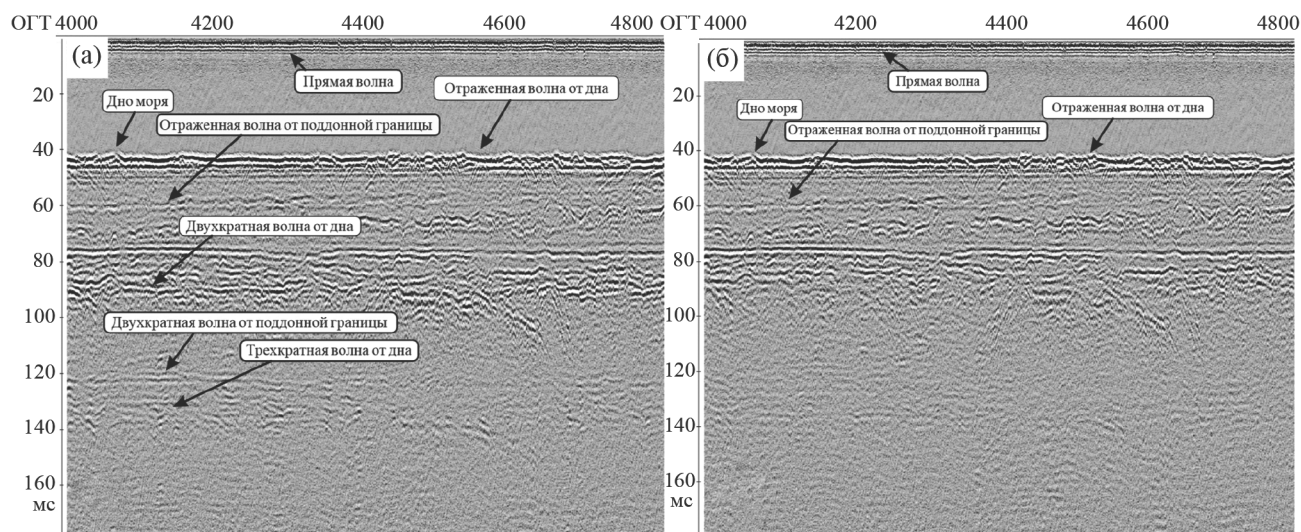 ОГТ 4000 4200 4400 4600 4800
(а)
Прямая волна
Дно моря
Отраженная волна от дна
Отраженная волна от поддонной границы
Двухкратная волна от дна
Двухкратная волна от поддонной границы
Трехкратная волна от дна
20
40
60
80
100
120
140
160
мс
ОГТ 4000 4200 4400 4600 4800
(б)
Прямая волна
Дно моря
Отраженная волна от дна
Отраженная волна от поддонной границы
20
40
60
80
100
120
140
160
мс